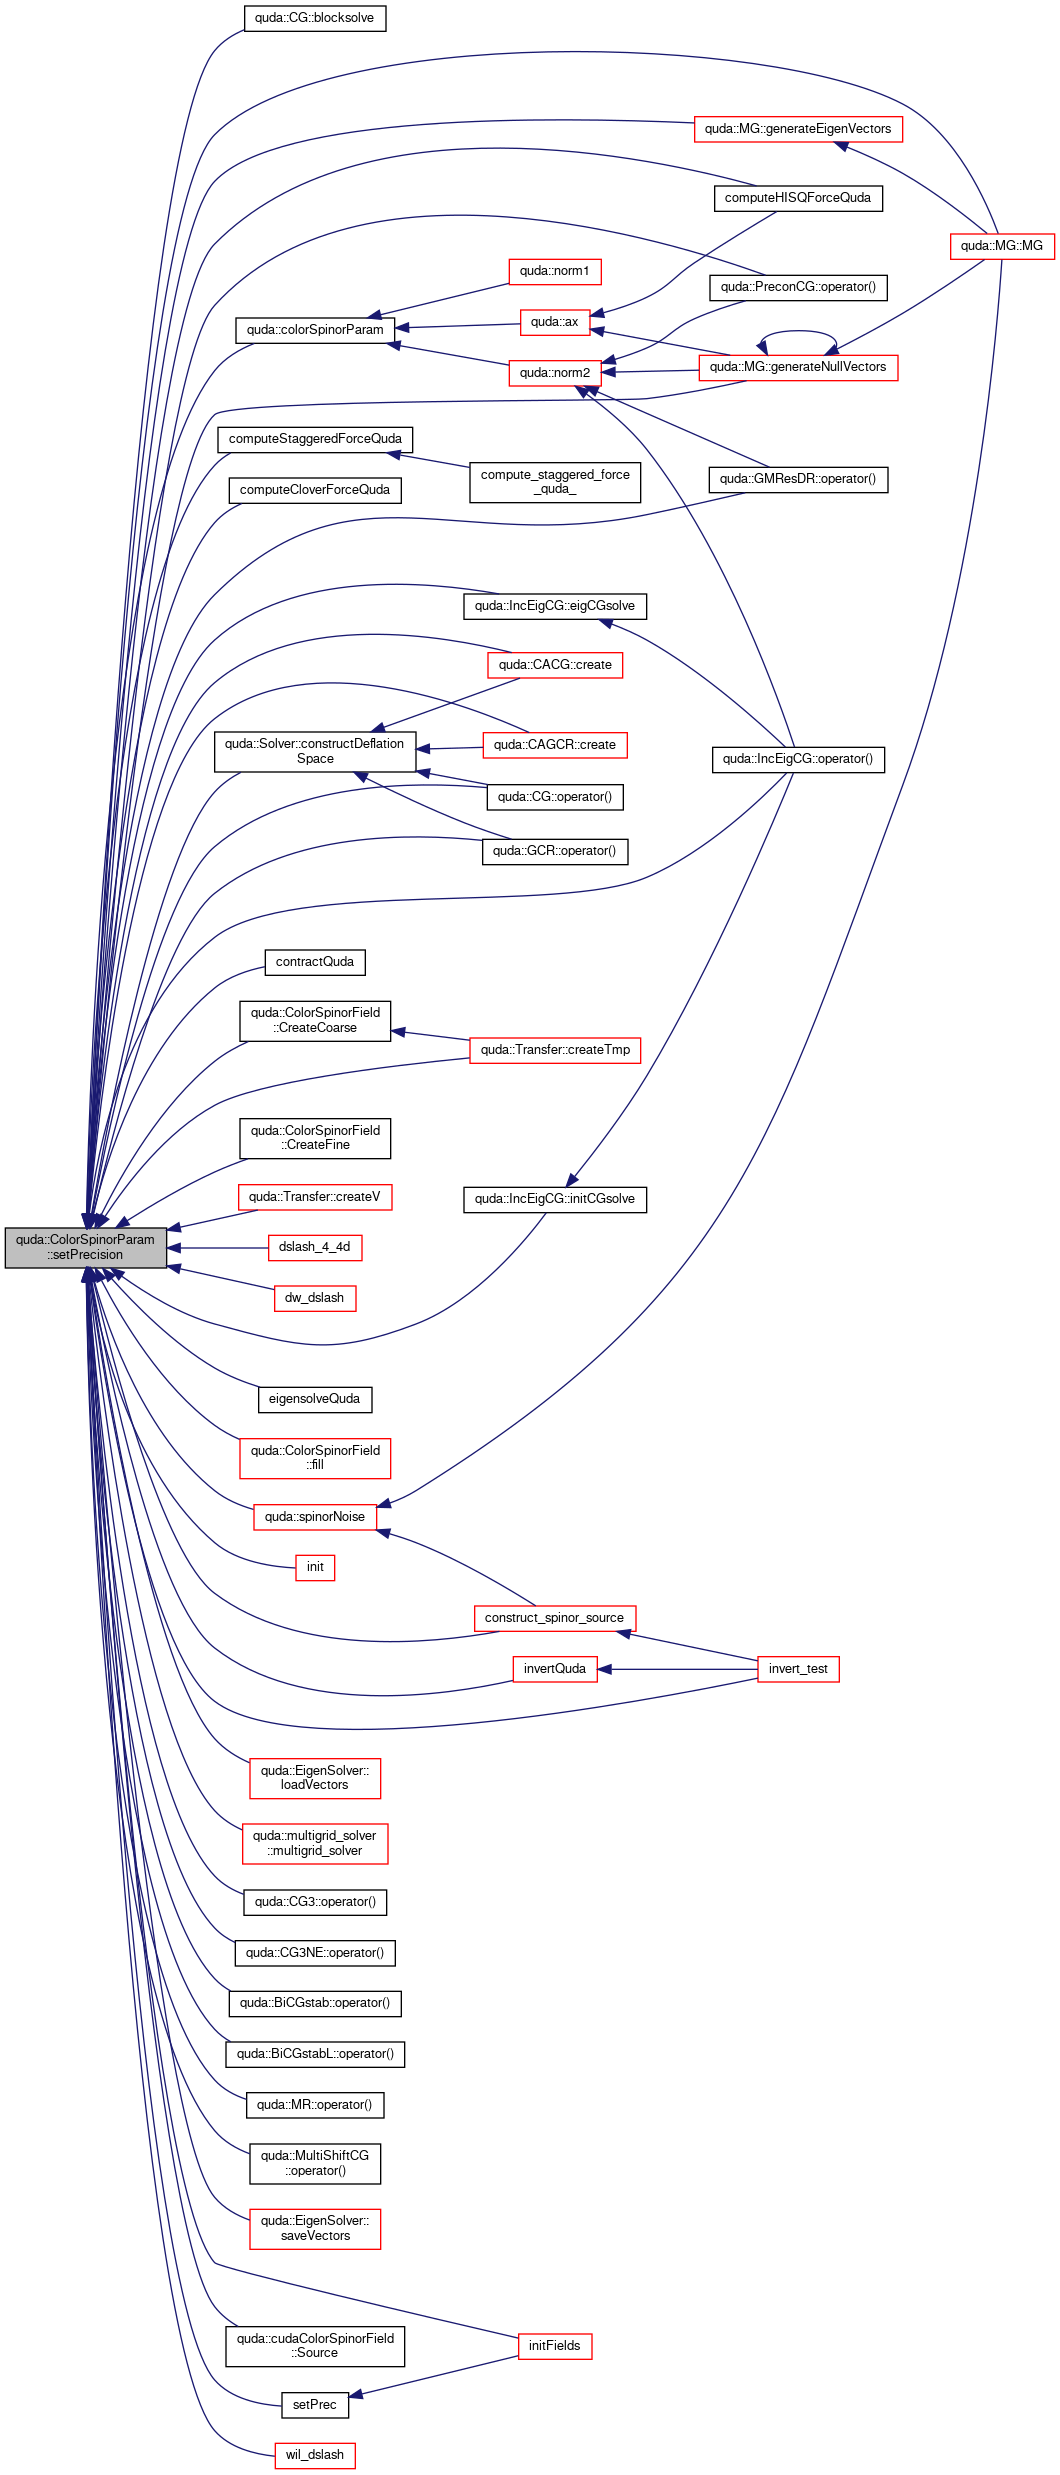 quda::CG::blocksolve
quda::MG::generateEigenVectors
computeHISQForceQuda
quda::MG::MG
quda::norm1
quda::PreconCG::operator()
quda::colorSpinorParam
quda::ax
quda::norm2
quda::MG::generateNullVectors
computeStaggeredForceQuda
compute_staggered_force
_quda_
computeCloverForceQuda
quda::GMResDR::operator()
quda::IncEigCG::eigCGsolve
quda::CACG::create
quda::Solver::constructDeflation
Space
quda::CAGCR::create
quda::IncEigCG::operator()
quda::CG::operator()
quda::GCR::operator()
contractQuda
quda::ColorSpinorField
::CreateCoarse
quda::Transfer::createTmp
quda::ColorSpinorField
::CreateFine
quda::Transfer::createV
quda::IncEigCG::initCGsolve
quda::ColorSpinorParam
::setPrecision
dslash_4_4d
dw_dslash
eigensolveQuda
quda::ColorSpinorField
::fill
quda::spinorNoise
init
construct_spinor_source
invertQuda
invert_test
quda::EigenSolver::
loadVectors
quda::multigrid_solver
::multigrid_solver
quda::CG3::operator()
quda::CG3NE::operator()
quda::BiCGstab::operator()
quda::BiCGstabL::operator()
quda::MR::operator()
quda::MultiShiftCG
::operator()
quda::EigenSolver::
saveVectors
quda::cudaColorSpinorField
::Source
initFields
setPrec
wil_dslash